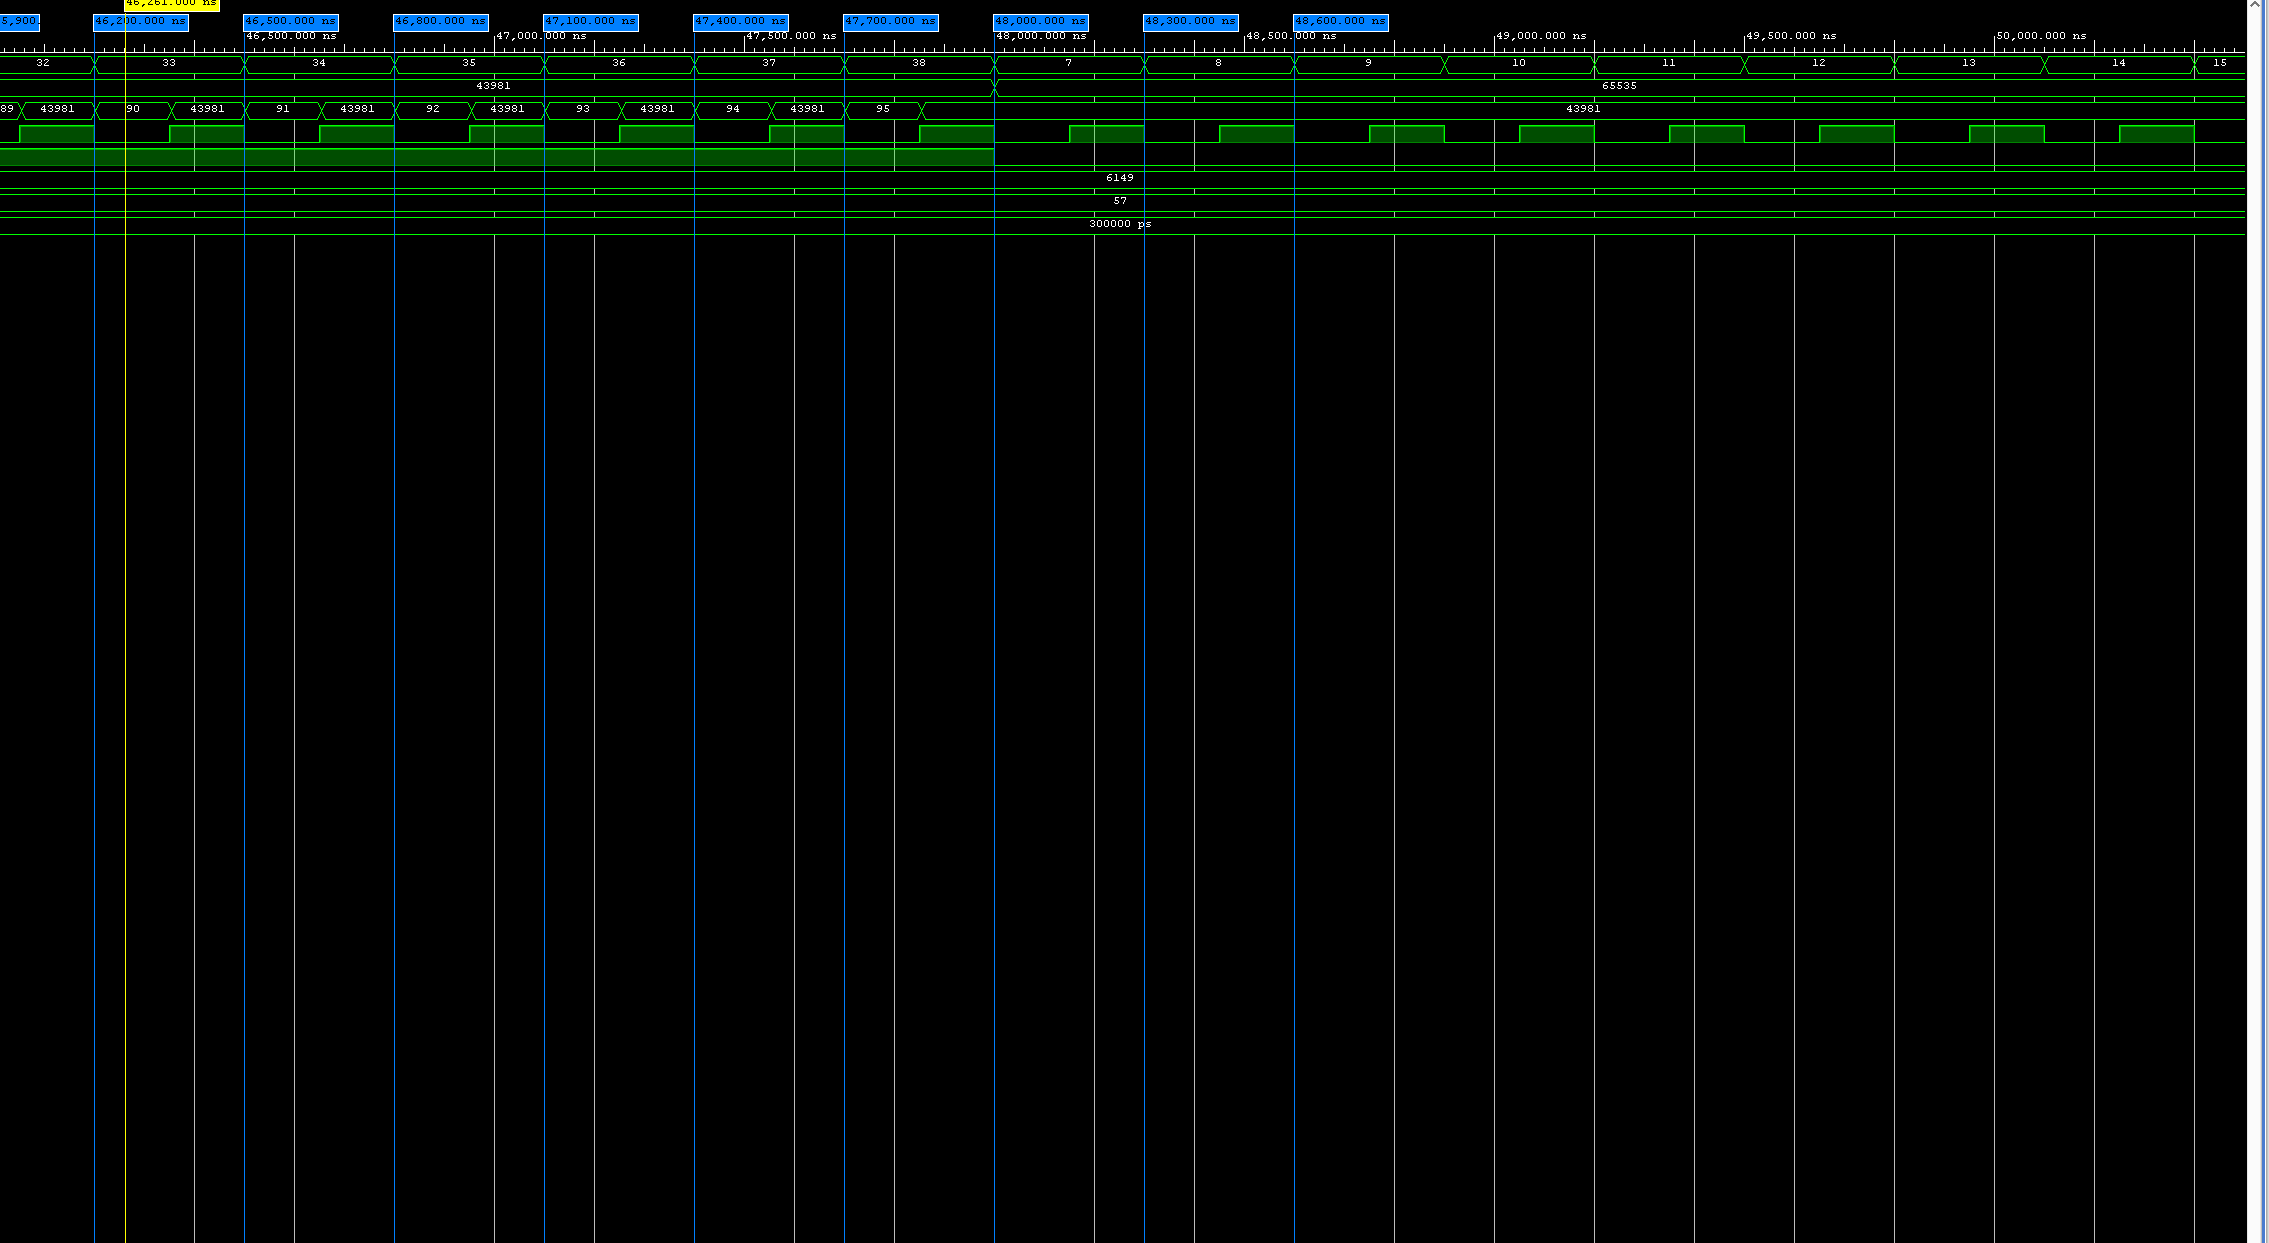 46,261.000 ns
5,900. 46,200.000 ns 46,500.000 ns 46,800.000 ns 47,100.000 ns 47,400.000 ns 47,700.000 ns 48,000.000 ns 48,300.000 ns 48,600.000 ns
46,500.000 ns 47,000.000 ns 47,500.000 ns 48,000.000 ns 48,500.000 ns 49,000.000 ns 49,500.000 ns 50,000.000 ns
32 33 34 35 36 37 38 7 8 9 10 11 12 13 14 15
43981 65535
89 43981 90 43981 91 43981 92 43981 93 43981 94 43981 95 43981
6149
57
300000 ps